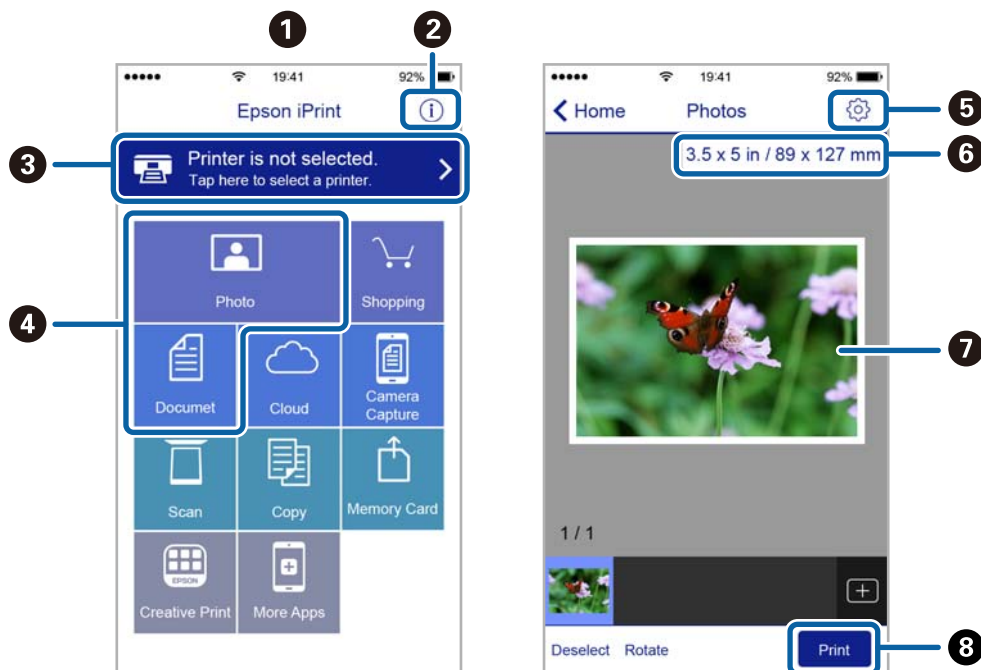 1
2
19:41
92%
Epson iPrint
i
3
Printer is not selected.
Tap here to select a printer.
4
Photo
Shopping
Documet
Cloud
Camera
Capture
Scan
Copy
Memory Card
EPSON
Creative Print
More Apps
19:41
92%
Home
Photos
5
3.5 x 5 in / 89 x 127 mm
6
7
1 / 1
Deselect Rotate
Print
8